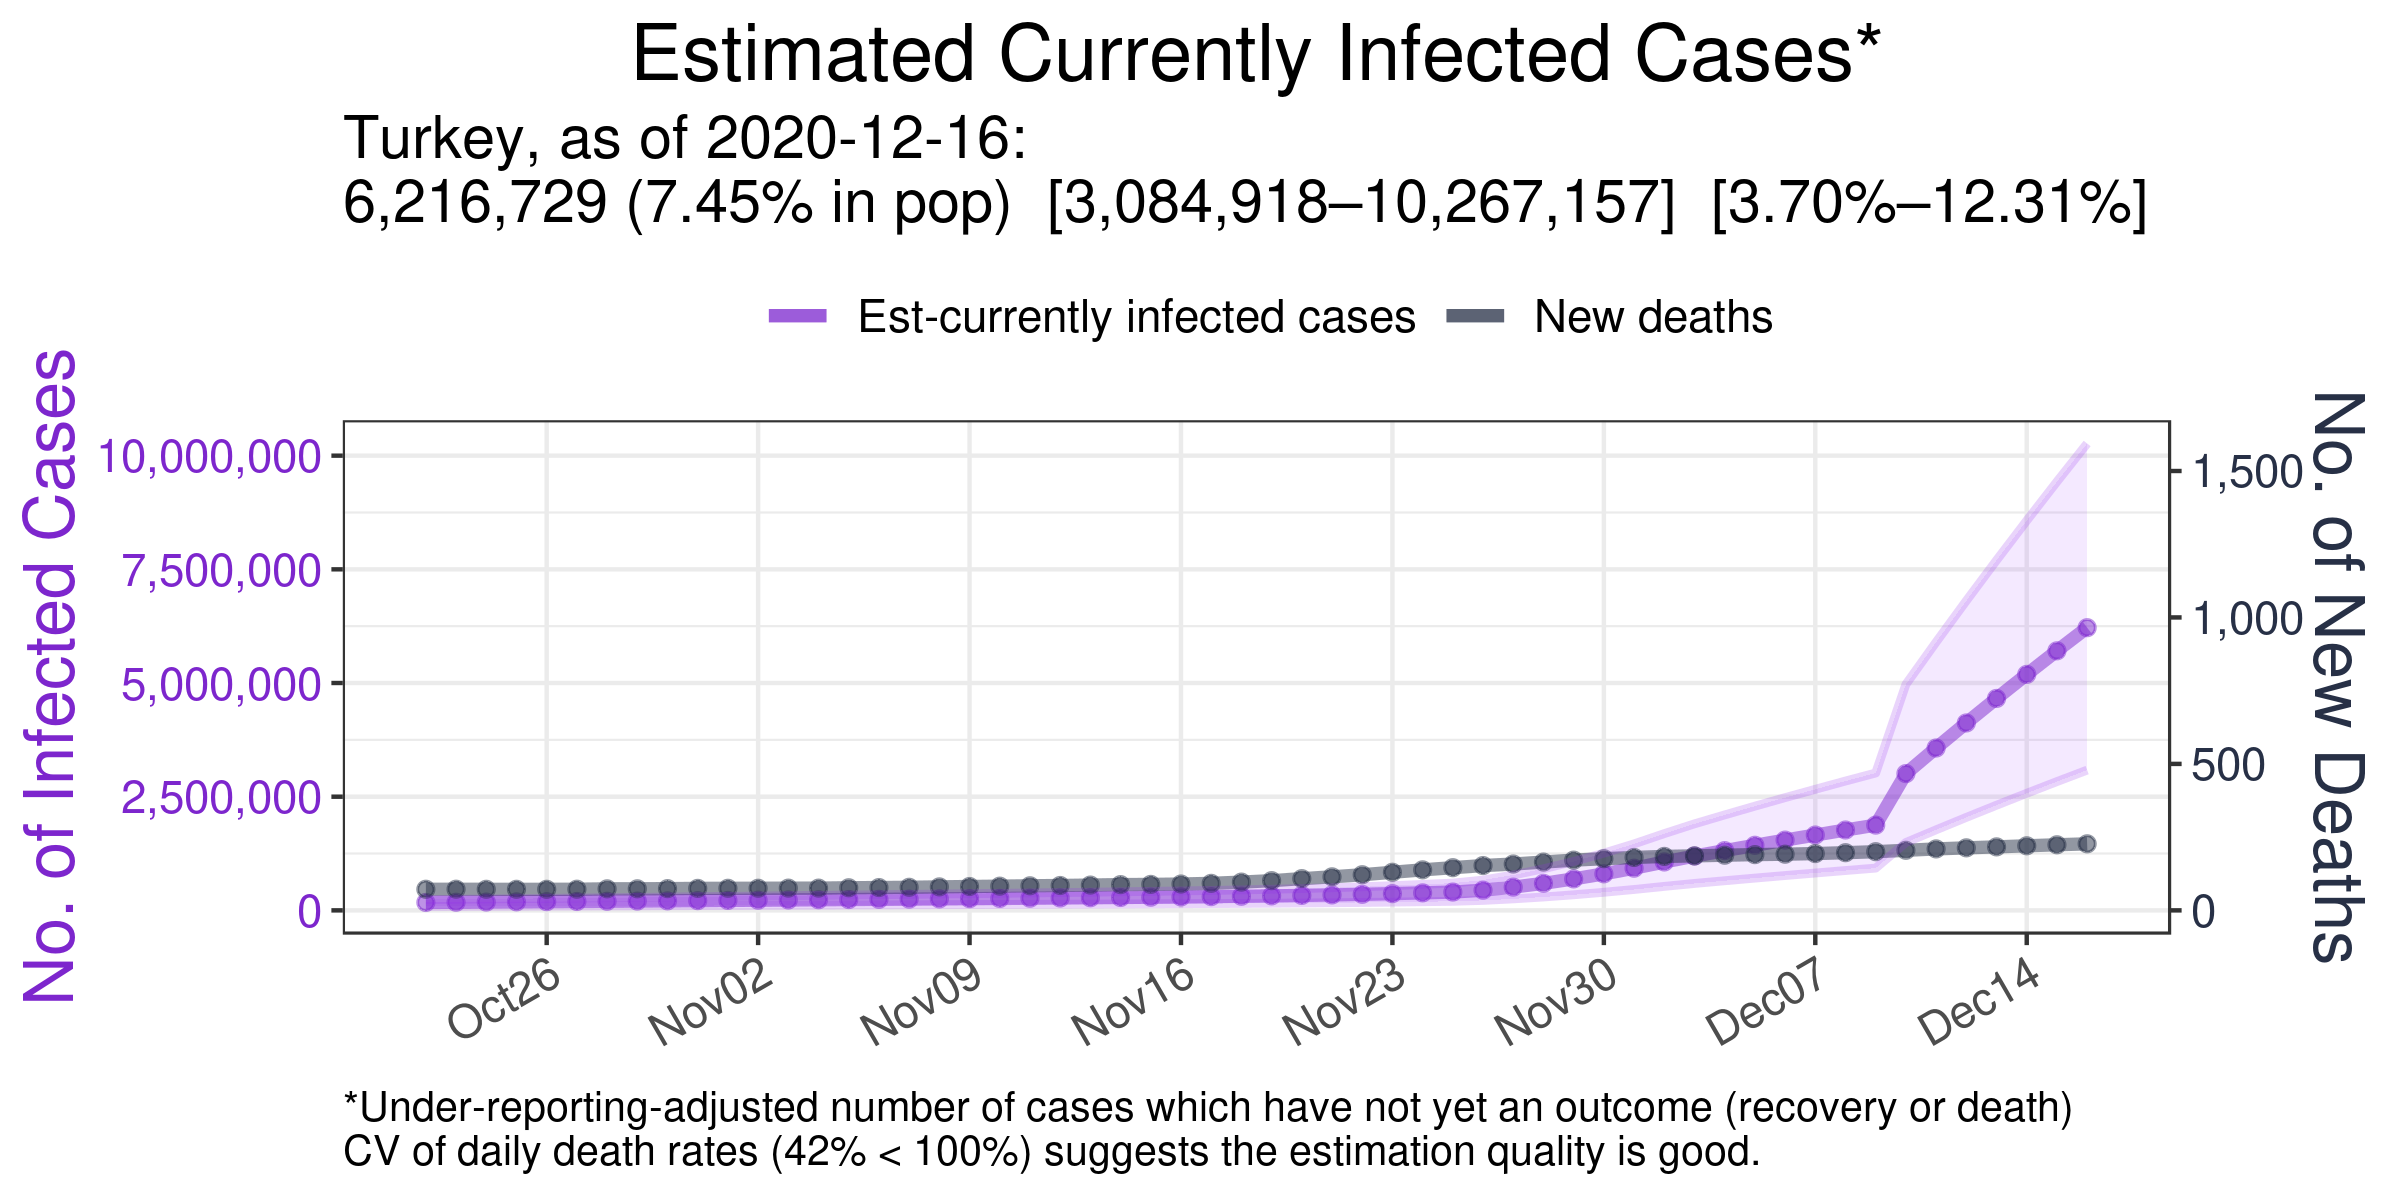 Estimated Currently Infected Cases*
Turkey, as of 2020-12-16:
6,216,729 (7.45% in pop)  [3,084,918–10,267,157]  [3.70%–12.31%]
Est-currently infected cases
New deaths
No. of Infected Cases
10,000,000
7,500,000
5,000,000
2,500,000
0
1,500
1,000
500
0
No. of New Deaths
Oct26
Nov02
Nov09
Nov16
Nov23
Nov30
Dec07
Dec14
*Under-reporting-adjusted number of cases which have not yet an outcome (recovery or death)
CV of daily death rates (42% < 100%) suggests the estimation quality is good.